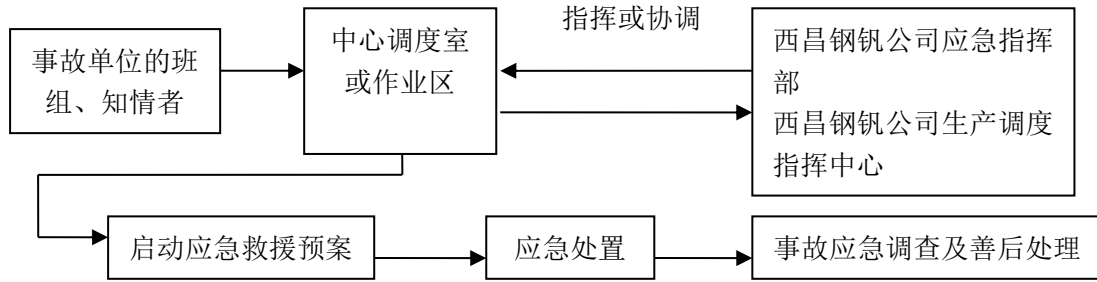 指挥或协调
事故单位的班
组、知情者
中心调度室
或作业区
西昌钢钒公司应急指挥
部
西昌钢钒公司生产调度
指挥中心
启动应急救援预案
应急处置
事故应急调查及善后处理